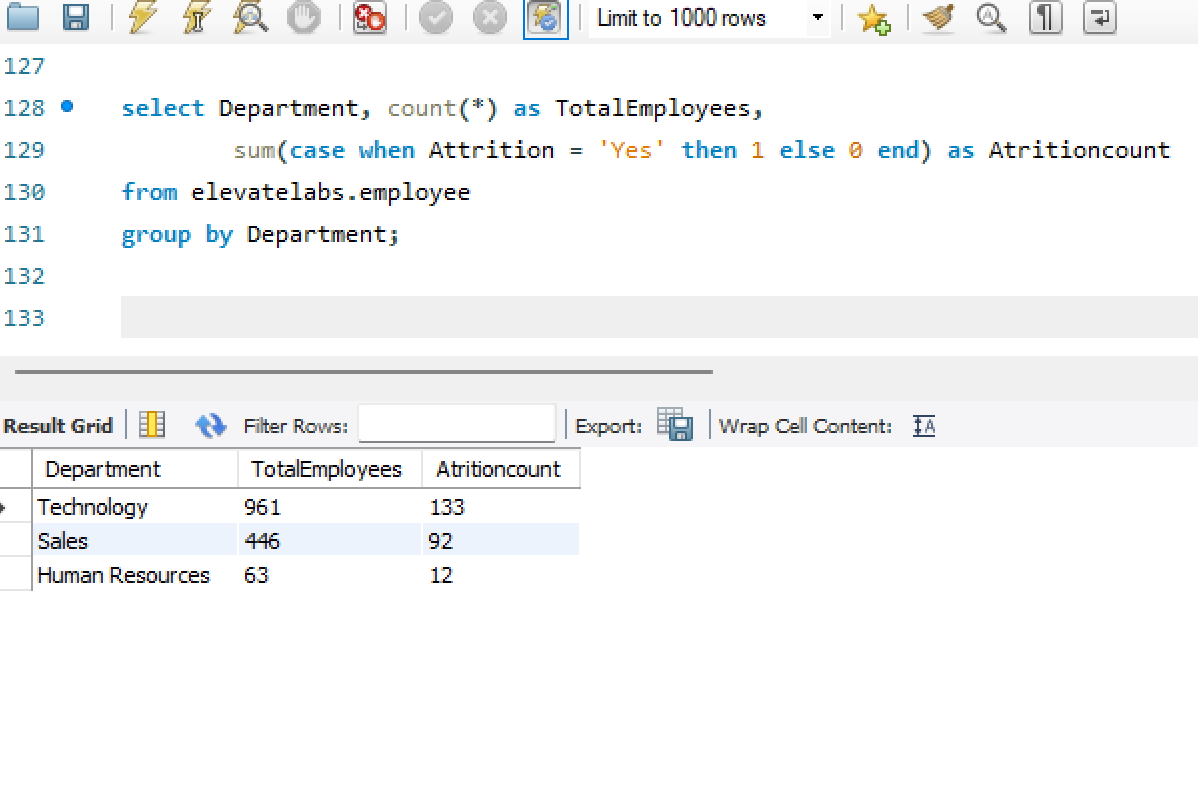 Limit to 1000 rows
127
128 select Department, count(*) as TotalEmployees,
129 sum(case when Attrition = 'Yes' then 1 else 0 end) as Atritioncount
130 from elevatelabs.employee
131 group by Department;
132
133
Result Grid Filter Rows: Export: Wrap Cell Content:
Department TotalEmployees Atritioncount
Technology 961 133
Sales 446 92
Human Resources 63 12